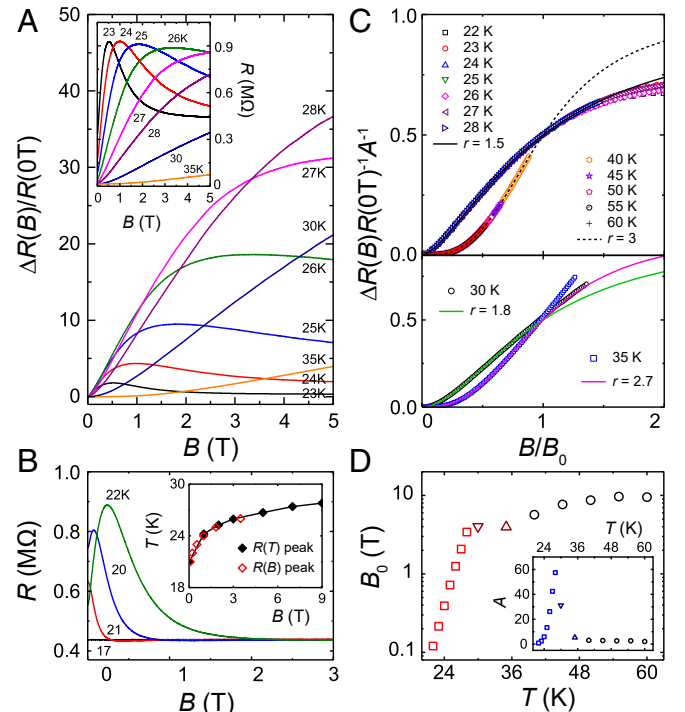 A
ΔR(B)/R(0T)
50
40
30
20
10
0
0
1
2
3
4
5
B (T)
28K
27K
30K
26K
25K
35K
24K
23K
23
24
25
26K
27
28
30
35K
0.9
0.6
0.3
0
R (MΩ)
0
1
2
3
4
5
B (T)
B
R (MΩ)
1.0
0.8
0.6
0.4
22K
20
21
17
0
1
2
3
B (T)
T (K)
30
24
18
R(T) peak
R(B) peak
0
3
6
9
B (T)
C
ΔR(B)R(0T)⁻¹A⁻¹
1.0
0.5
0.0
22 K
23 K
24 K
25 K
26 K
27 K
28 K
r = 1.5
40 K
45 K
50 K
55 K
60 K
r = 3
0.5
0.0
30 K
r = 1.8
35 K
r = 2.7
0
1
2
B/B₀
D
B₀ (T)
10
1
0.1
24
36
48
60
T (K)
T (K)
24
36
48
60
A
60
40
20
0